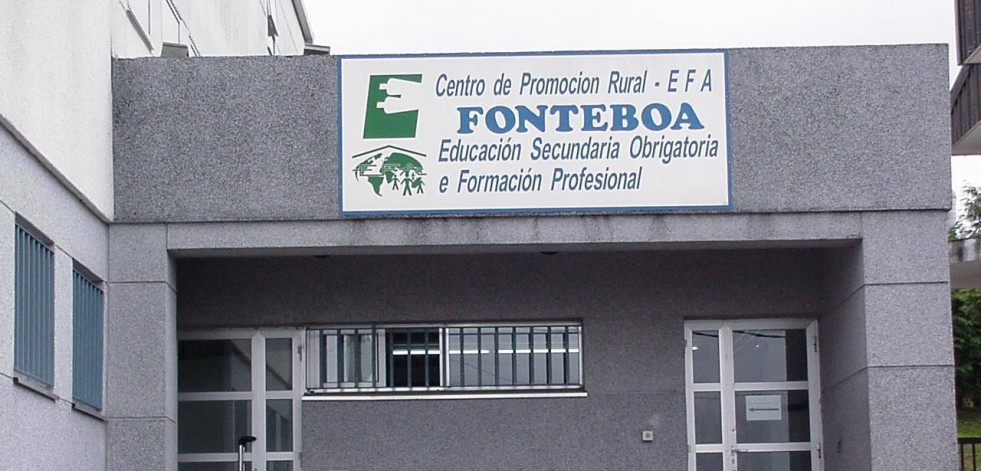 Centro de Promocion Rural - E F A
FONTEBOA
Educación Secundaria Obrigatoria
e Formación Profesional